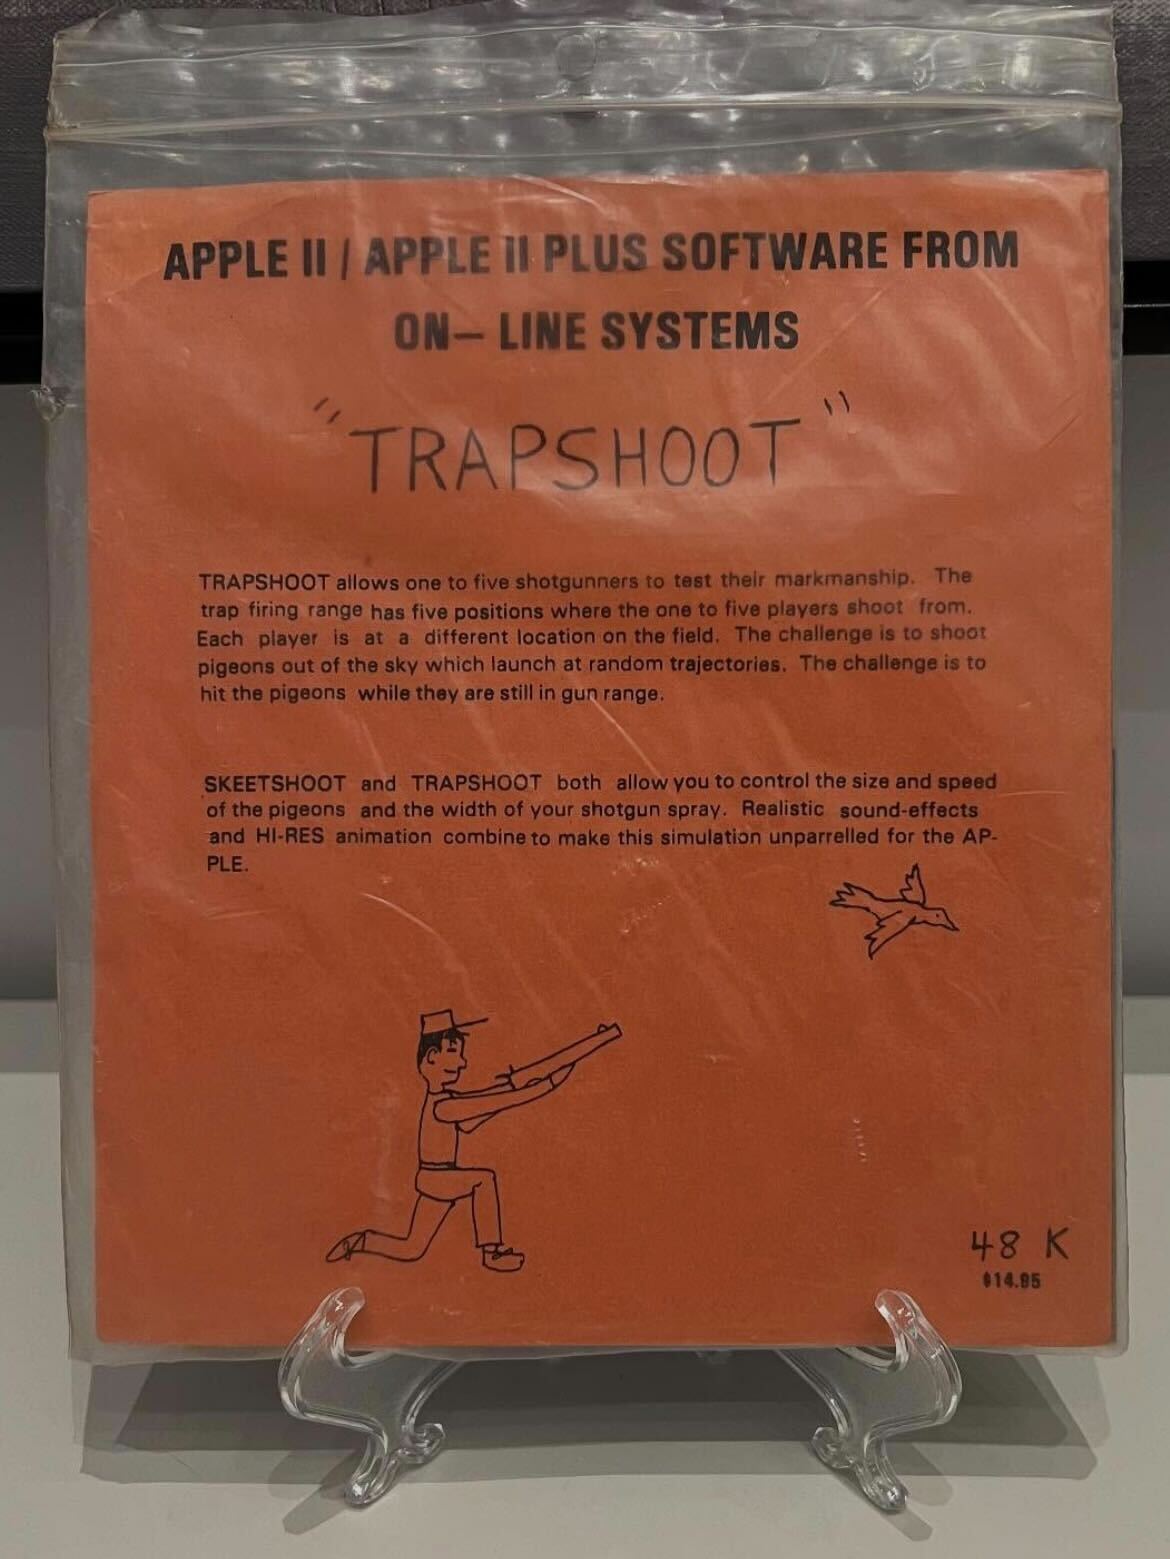 APPLE II / APPLE II PLUS SOFTWARE FROM
ON– LINE SYSTEMS
"TRAPSHOOT"
TRAPSHOOT allows one to five shotgunners to test their markmanship. The
trap firing range has five positions where the one to five players shoot from.
Each player is at a different location on the field. The challenge is to shoot
pigeons out of the sky which launch at random trajectories. The challenge is to
hit the pigeons while they are still in gun range.
SKEETSHOOT and TRAPSHOOT both allow you to control the size and speed
of the pigeons and the width of your shotgun spray. Realistic sound-effects
and HI-RES animation combine to make this simulation unparrelled for the AP-
PLE.
48 K
$14.95